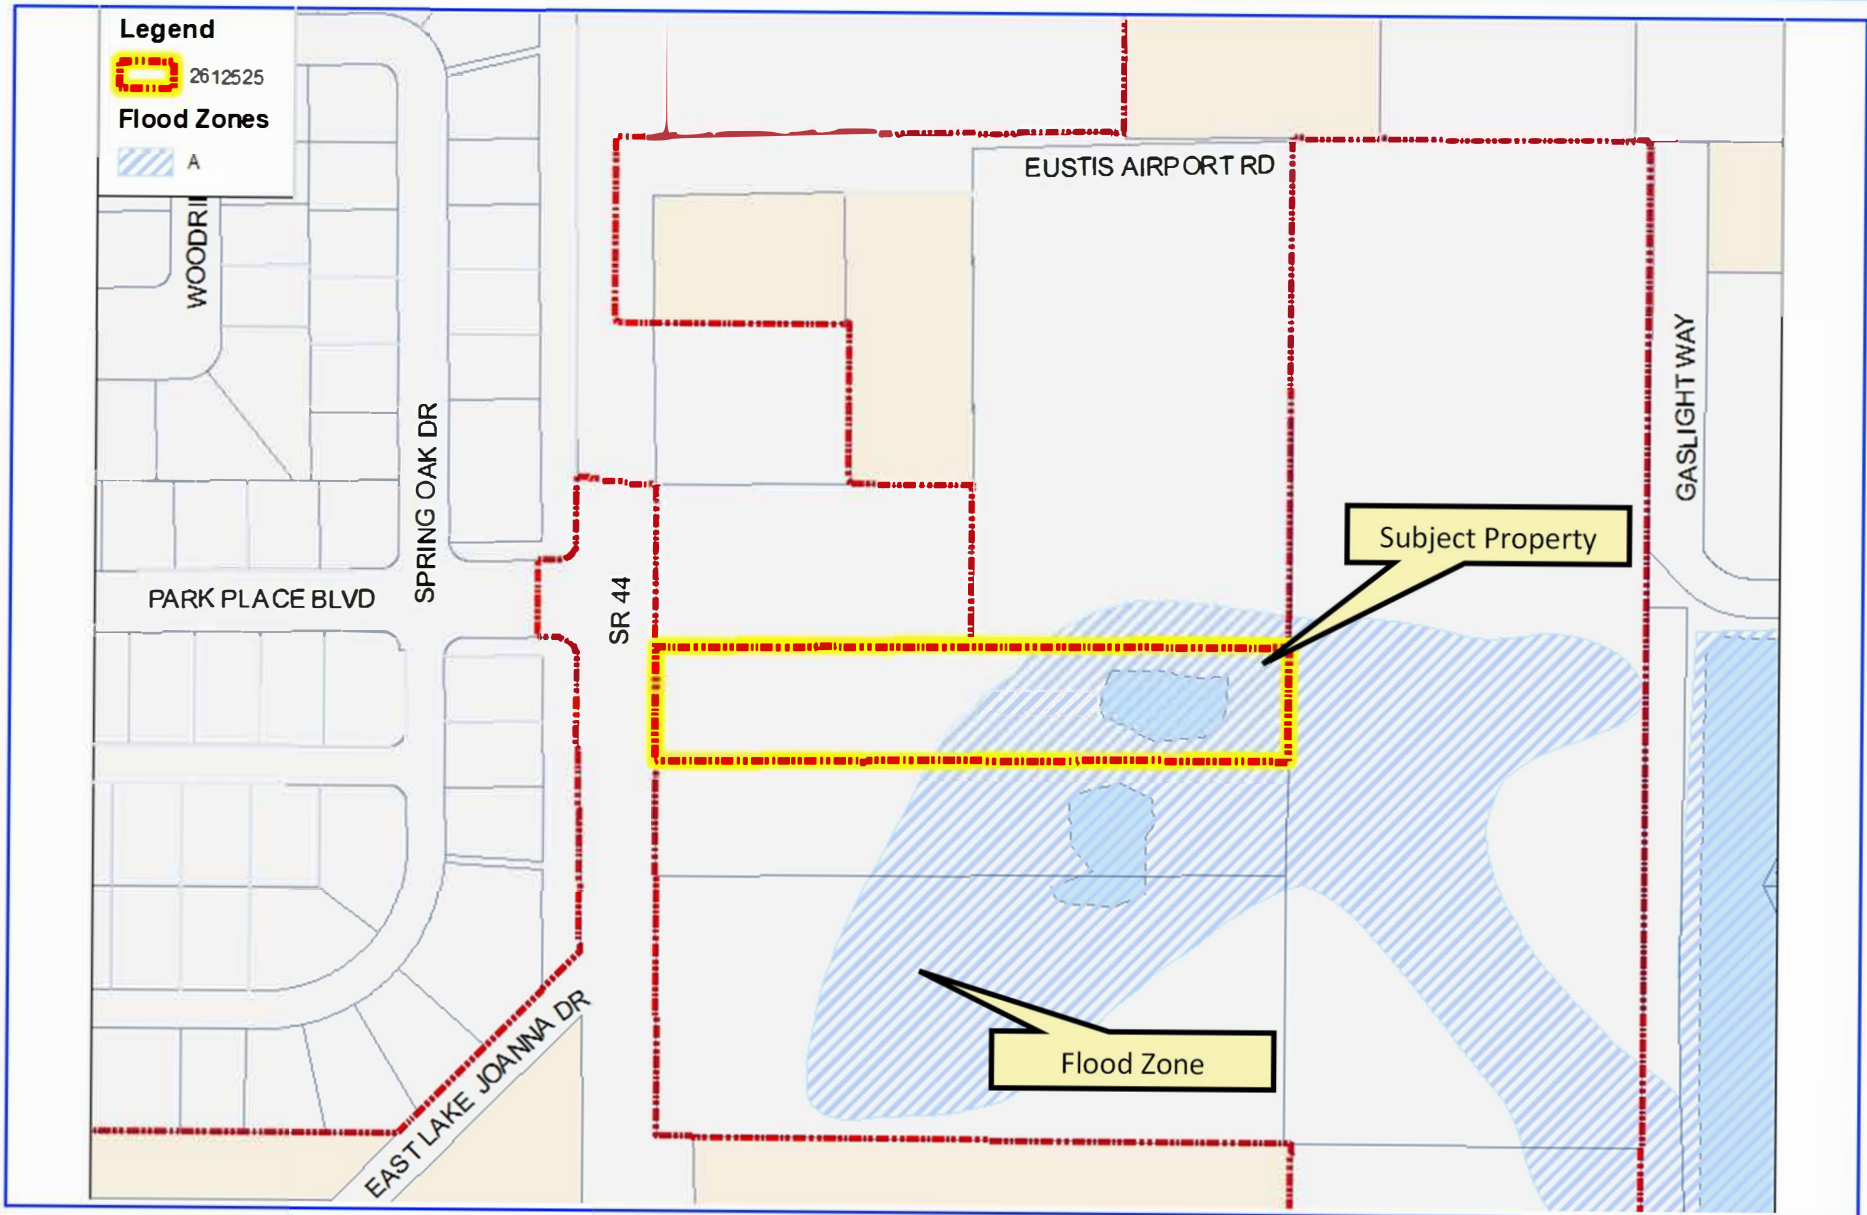 Legend
2612525
Flood Zones
A
EUSTIS AIRPORT RD
WOODRI
GASLIGHT WAY
SPRING OAK DR
Subject Property
PARK PLACE BLVD
SR 44
EAST LAKE JOANNA DR
Flood Zone